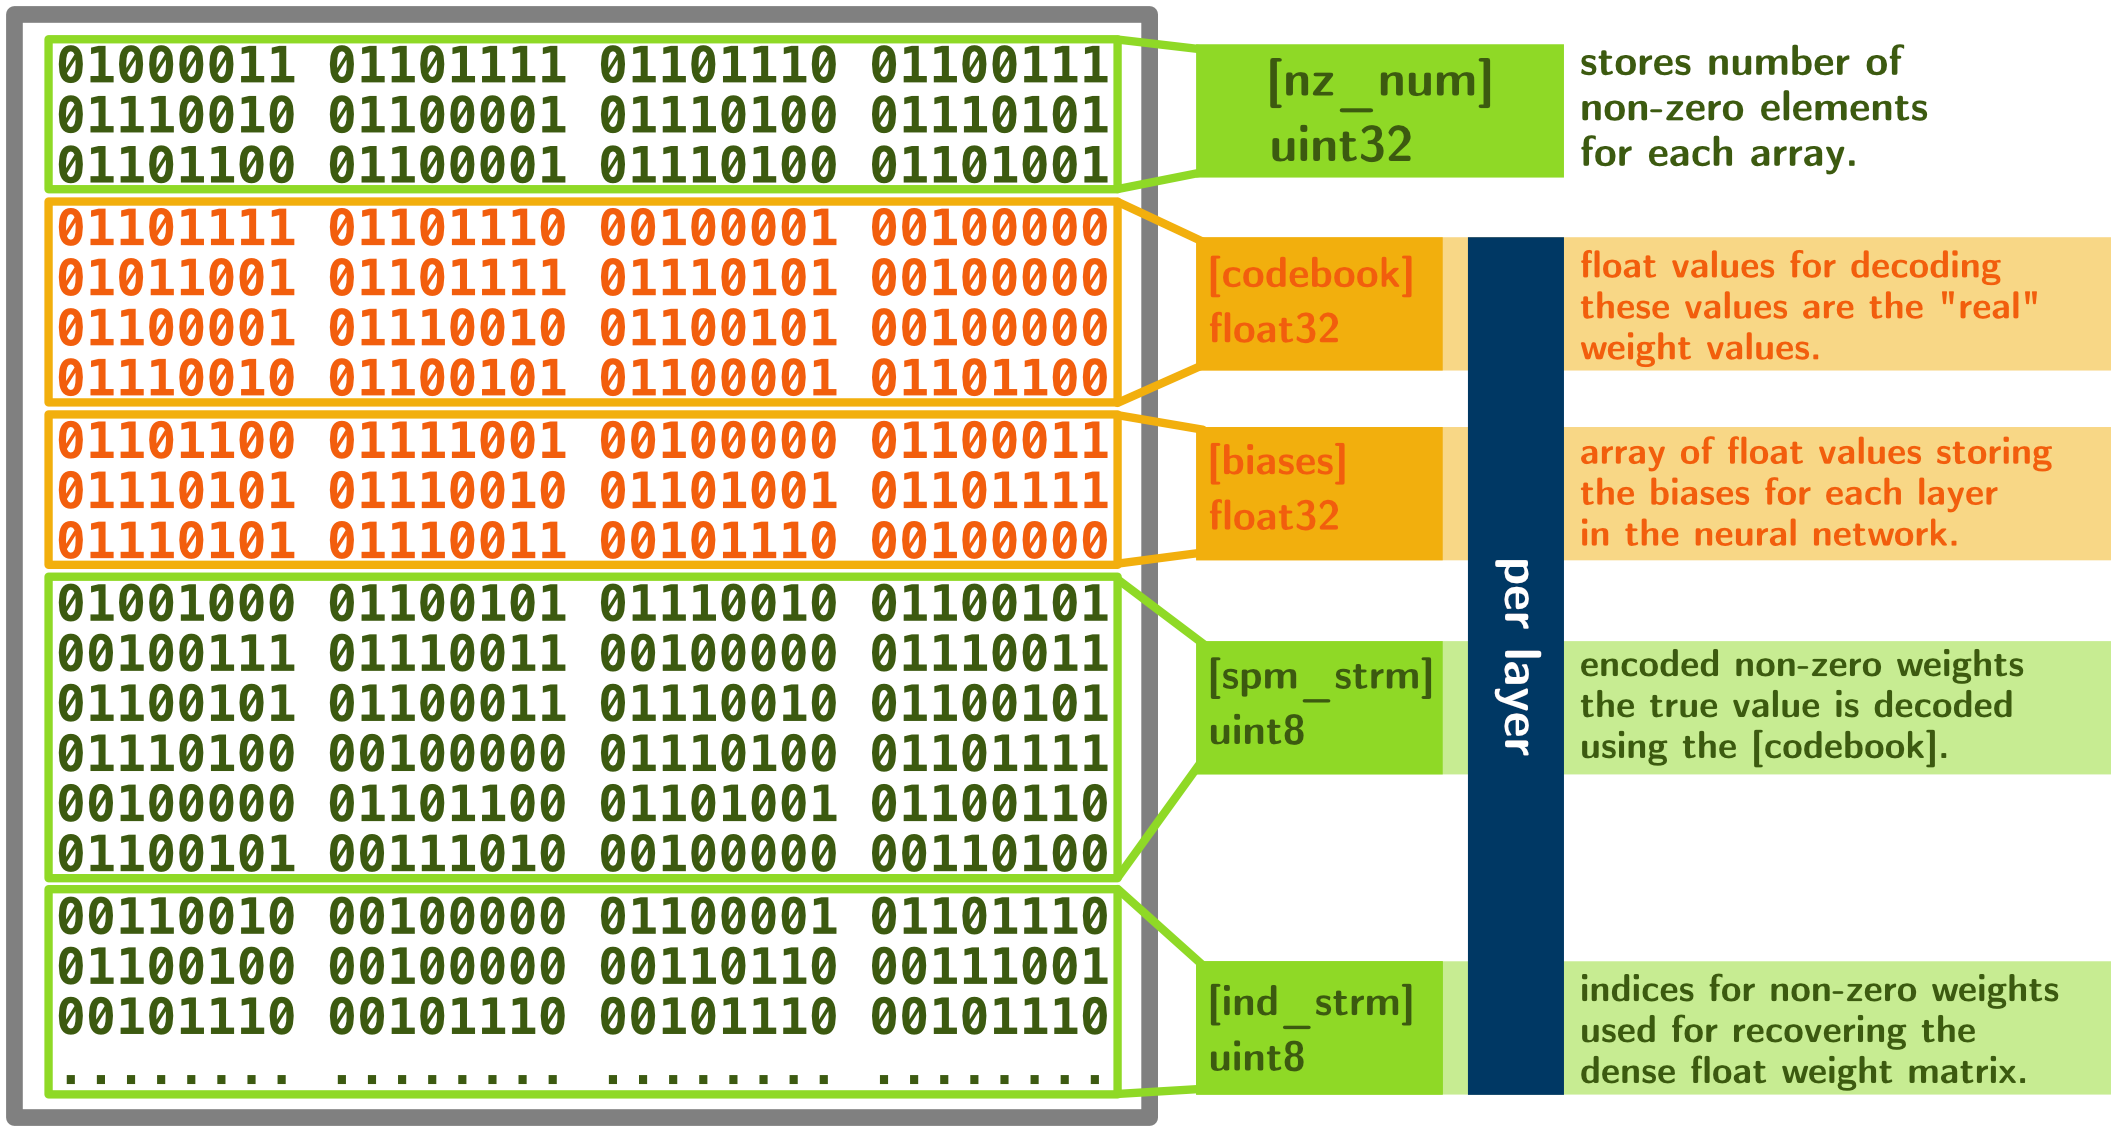 01000011 01101111 01101110 01100111
01110010 01100001 01110100 01110101
01101100 01100001 01110100 01101001
[nz_num]
uint32
stores number of
non-zero elements
for each array.
01101111 01101110 00100001 00100000
01011001 01101111 01110101 00100000
01100001 01110010 01100101 00100000
01110010 01100101 01100001 01101100
[codebook]
float32
float values for decoding
these values are the "real"
weight values.
01101100 01111001 00100000 01100011
01110101 01110010 01101001 01101111
01110101 01110011 00101110 00100000
[biases]
float32
array of float values storing
the biases for each layer
in the neural network.
01001000 01100101 01110010 01100101
00100111 01110011 00100000 01110011
01100101 01100011 01110010 01100101
01110100 00100000 01110100 01101111
00100000 01101100 01101001 01100110
01100101 00111010 00100000 00110100
[spm_strm]
uint8
per layer
encoded non-zero weights
the true value is decoded
using the [codebook].
00110010 00100000 01100001 01101110
01100100 00100000 00110110 00111001
00101110 00101110 00101110 00101110
........ ........ ........ ........
[ind_strm]
uint8
indices for non-zero weights
used for recovering the
dense float weight matrix.